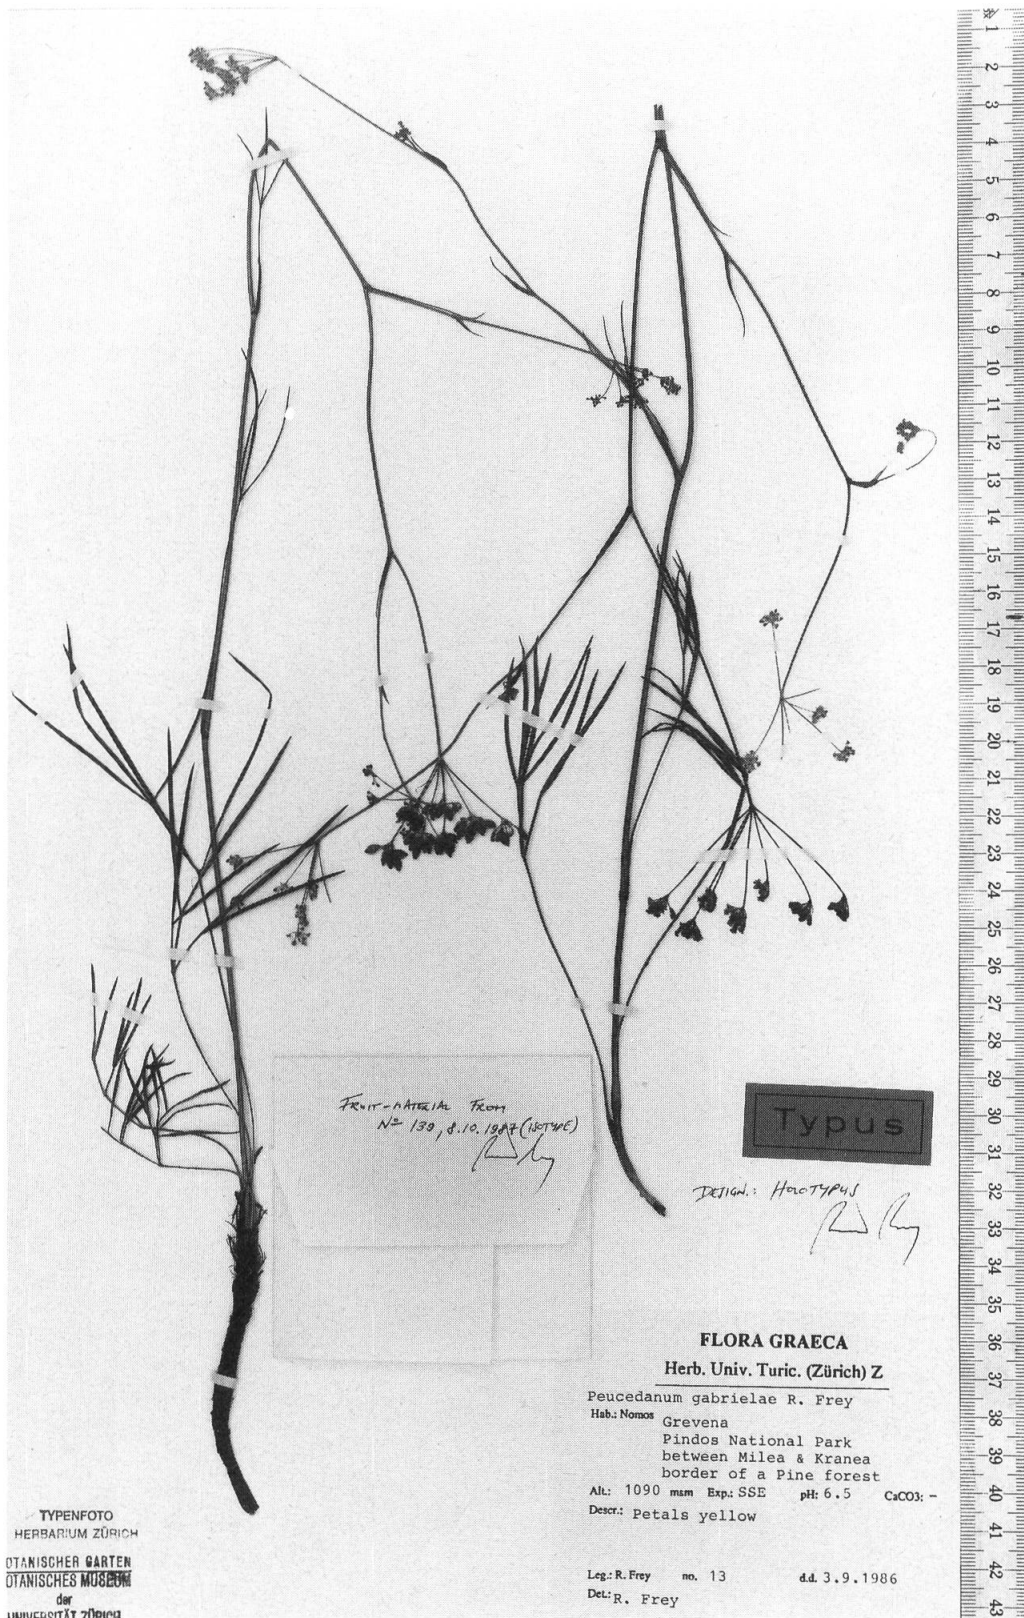 FRUIT-MATERIAL FROM
Nº 139, 8.10.1987 (ISOTYPE)
Typus
DESIGN.: HOLOTYPUS
FLORA GRAECA
Herb. Univ. Turic. (Zürich) Z
Peucedanum gabrielae R. Frey
Hab.: Nomos Grevena
Pindos National Park
between Milea & Kranea
border of a Pine forest
Alt.: 1090 msm Exp.: SSE pH: 6.5 CaCO3: -
Descr.: Petals yellow
Leg.: R. Frey no. 13 d.d. 3.9.1986
Det.: R. Frey
TYPENFOTO
HERBARIUM ZÜRICH
OTANISCHER GARTEN
OTANISCHES MUSEUM
der
UNIVERSITÄT ZÜRICH
1
2
3
4
5
6
7
8
9
10
11
12
13
14
15
16
17
18
19
20
21
22
23
24
25
26
27
28
29
30
31
32
33
34
35
36
37
38
39
40
41
42
43